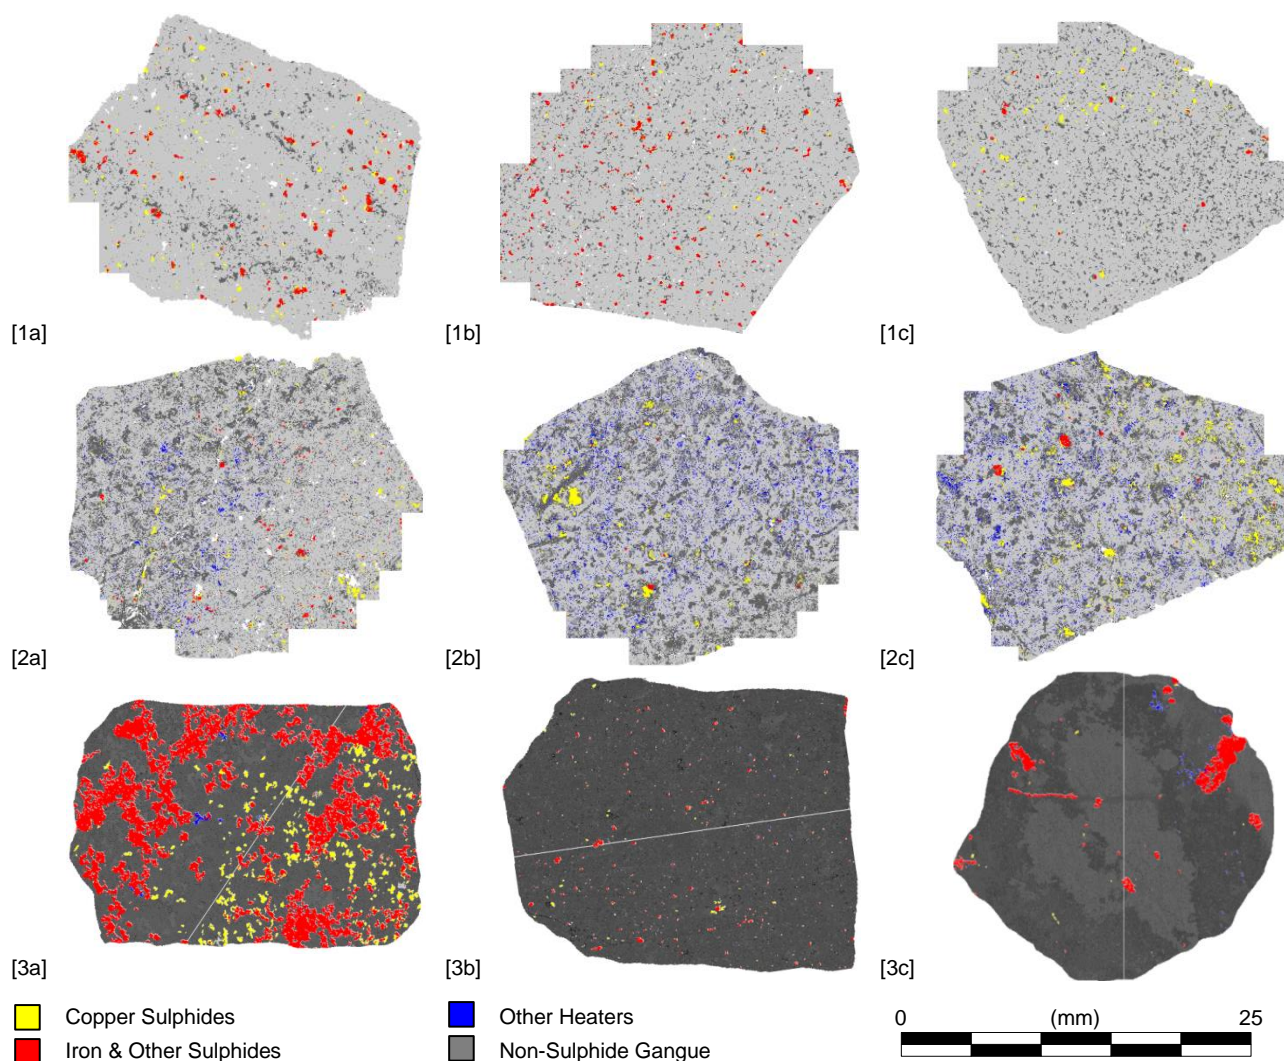 [1a] [1b] [1c]
[2a] [2b] [2c]
[3a] [3b] [3c]
Copper Sulphides Other Heaters 0 (mm) 25
Iron & Other Sulphides Non-Sulphide Gangue